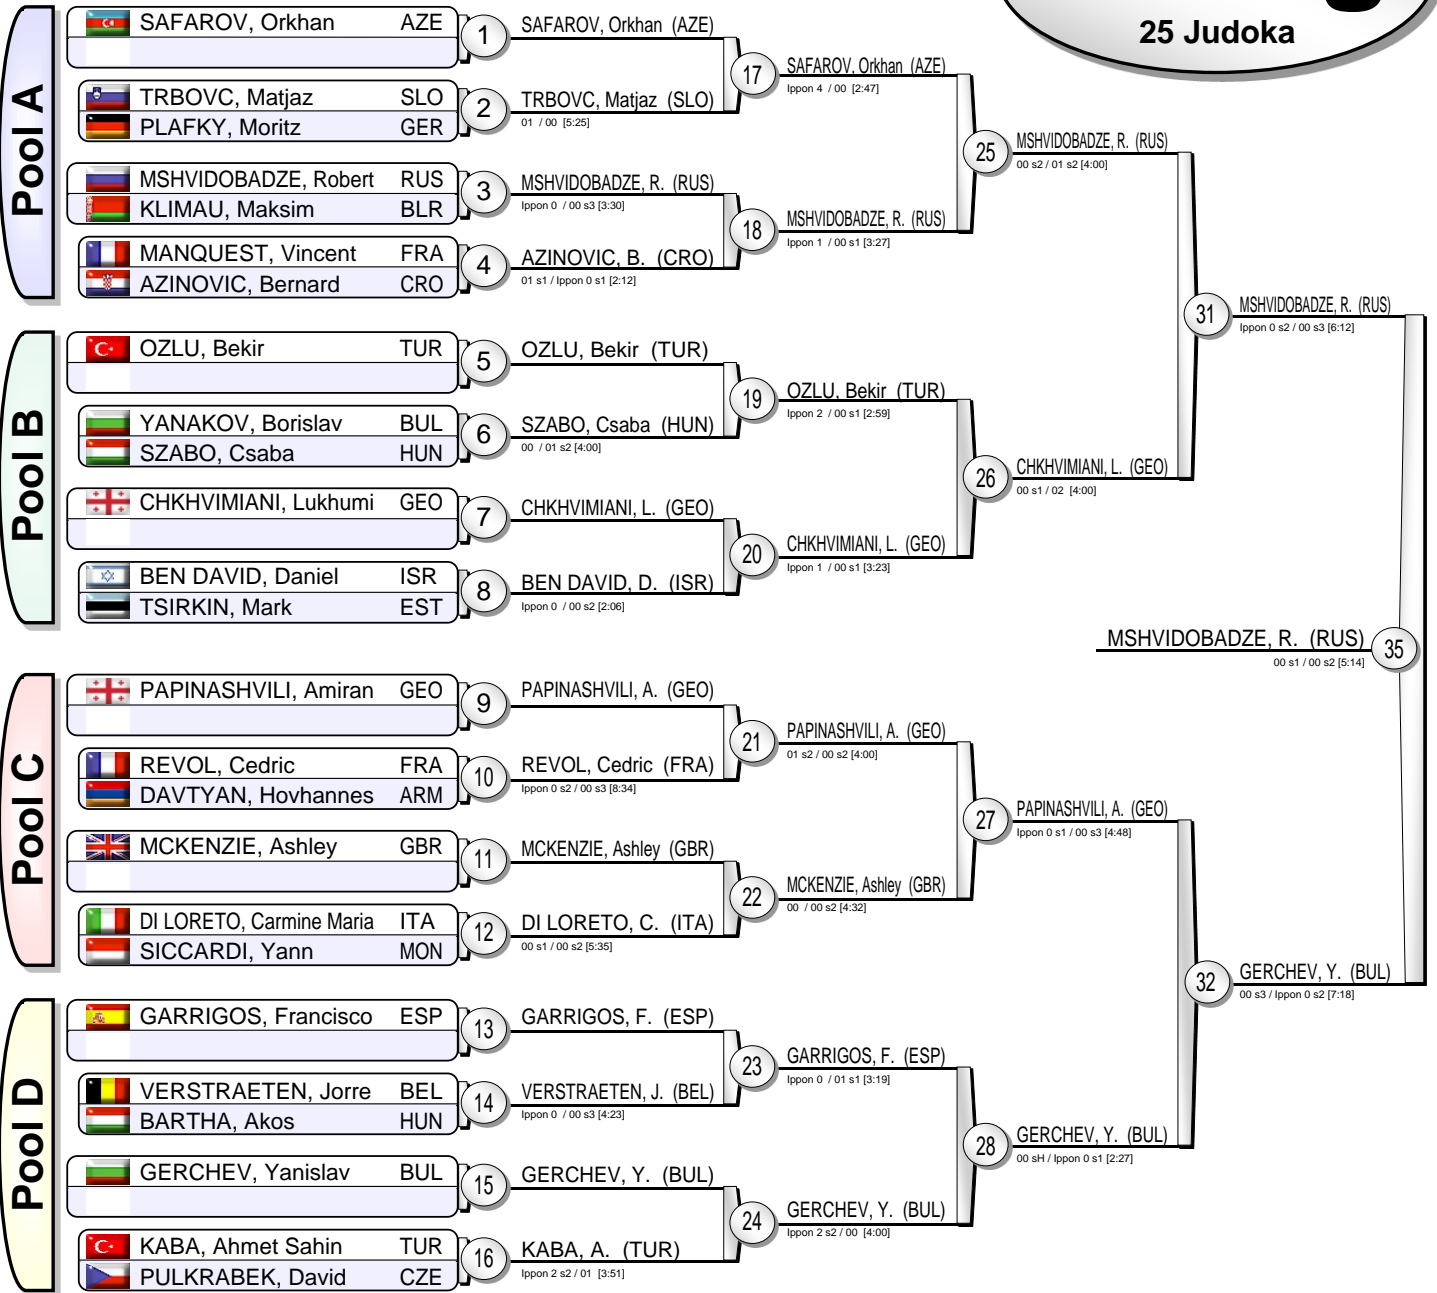 25 Judoka
Pool A
SAFAROV, Orkhan AZE
1
SAFAROV, Orkhan (AZE)
TRBOVC, Matjaz SLO
PLAFKY, Moritz GER
2
TRBOVC, Matjaz (SLO)
01 / 00 [5:25]
17
SAFAROV, Orkhan (AZE)
Ippon 4 / 00 [2:47]
MSHVIDOBADZE, Robert RUS
KLIMAU, Maksim BLR
3
MSHVIDOBADZE, R. (RUS)
Ippon 0 / 00 s3 [3:30]
MANQUEST, Vincent FRA
AZINOVIC, Bernard CRO
4
AZINOVIC, B. (CRO)
01 s1 / Ippon 0 s1 [2:12]
18
MSHVIDOBADZE, R. (RUS)
Ippon 1 / 00 s1 [3:27]
25
MSHVIDOBADZE, R. (RUS)
00 s2 / 01 s2 [4:00]
Pool B
OZLU, Bekir TUR
5
OZLU, Bekir (TUR)
YANAKOV, Borislav BUL
SZABO, Csaba HUN
6
SZABO, Csaba (HUN)
00 / 01 s2 [4:00]
19
OZLU, Bekir (TUR)
Ippon 2 / 00 s1 [2:59]
CHKHVIMIANI, Lukhumi GEO
7
CHKHVIMIANI, L. (GEO)
BEN DAVID, Daniel ISR
TSIRKIN, Mark EST
8
BEN DAVID, D. (ISR)
Ippon 0 / 00 s2 [2:06]
20
CHKHVIMIANI, L. (GEO)
Ippon 1 / 00 s1 [3:23]
26
CHKHVIMIANI, L. (GEO)
00 s1 / 02 [4:00]
31
MSHVIDOBADZE, R. (RUS)
Ippon 0 s2 / 00 s3 [6:12]
MSHVIDOBADZE, R. (RUS)
00 s1 / 00 s2 [5:14]
35
Pool C
PAPINASHVILI, Amiran GEO
9
PAPINASHVILI, A. (GEO)
REVOL, Cedric FRA
DAVTYAN, Hovhannes ARM
10
REVOL, Cedric (FRA)
Ippon 0 s2 / 00 s3 [8:34]
21
PAPINASHVILI, A. (GEO)
01 s2 / 00 s2 [4:00]
MCKENZIE, Ashley GBR
11
MCKENZIE, Ashley (GBR)
DI LORETO, Carmine Maria ITA
SICCARDI, Yann MON
12
DI LORETO, C. (ITA)
00 s1 / 00 s2 [5:35]
22
MCKENZIE, Ashley (GBR)
00 / 00 s2 [4:32]
27
PAPINASHVILI, A. (GEO)
Ippon 0 s1 / 00 s3 [4:48]
Pool D
GARRIGOS, Francisco ESP
13
GARRIGOS, F. (ESP)
VERSTRAETEN, Jorre BEL
BARTHA, Akos HUN
14
VERSTRAETEN, J. (BEL)
Ippon 0 / 00 s3 [4:23]
23
GARRIGOS, F. (ESP)
Ippon 0 / 01 s1 [3:19]
GERCHEV, Yanislav BUL
15
GERCHEV, Y. (BUL)
KABA, Ahmet Sahin TUR
PULKRABEK, David CZE
16
KABA, A. (TUR)
Ippon 2 s2 / 01 [3:51]
24
GERCHEV, Y. (BUL)
Ippon 2 s2 / 00 [4:00]
28
GERCHEV, Y. (BUL)
00 sH / Ippon 0 s1 [2:27]
32
GERCHEV, Y. (BUL)
00 s3 / Ippon 0 s2 [7:18]